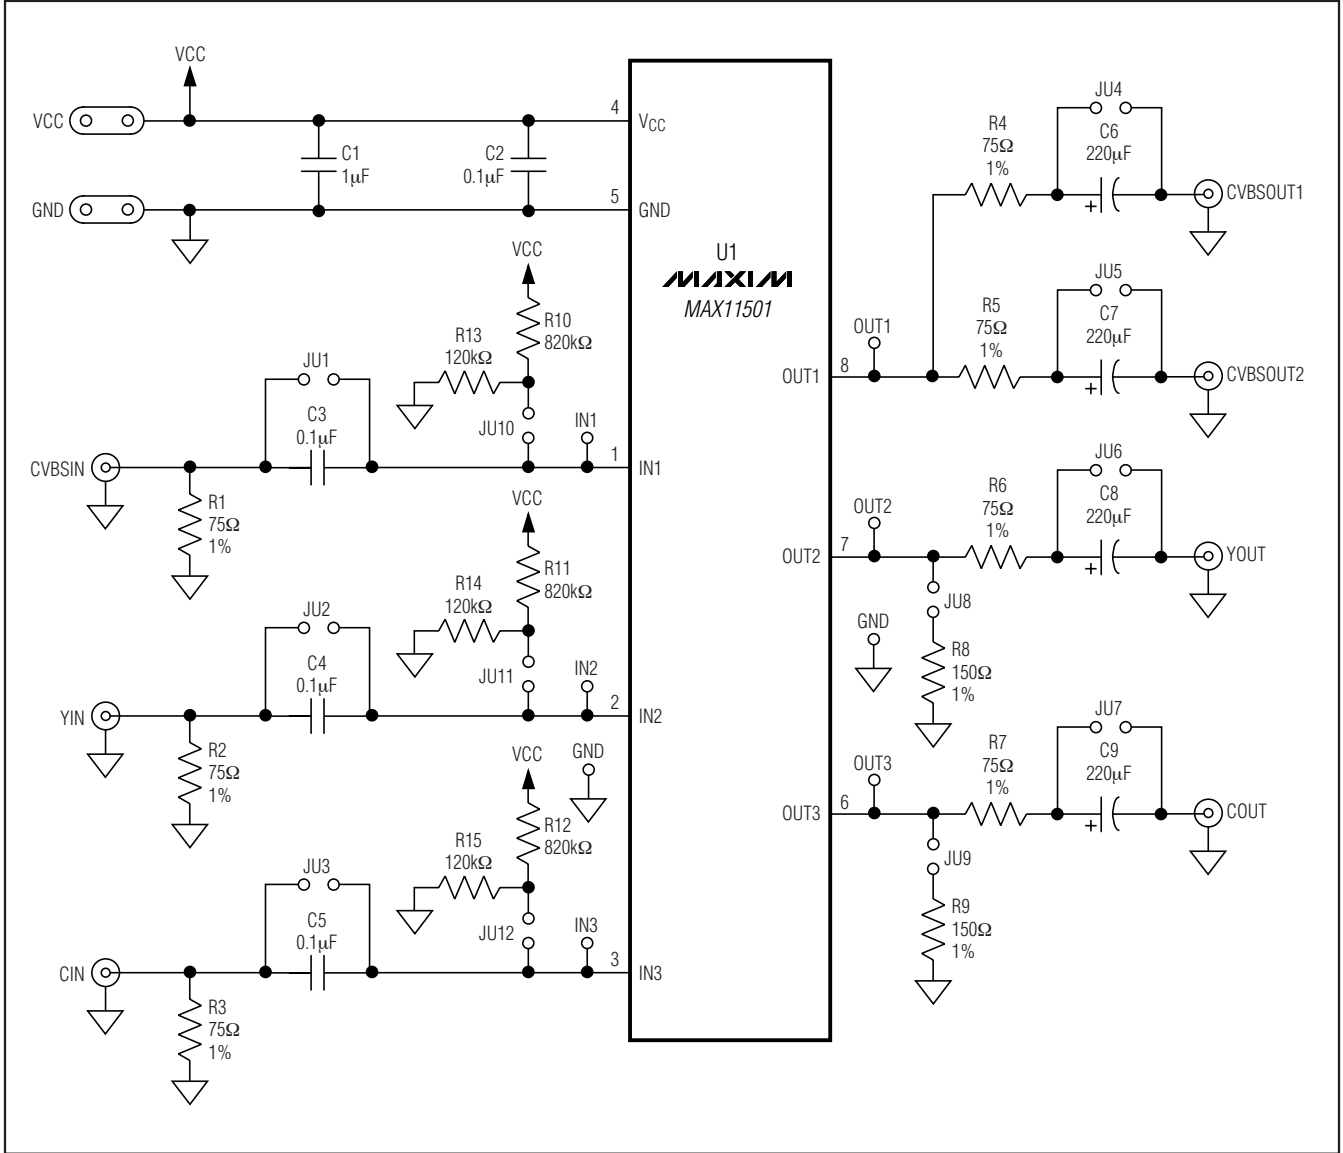 VCC
VCC
C1
1µF
C2
0.1µF
4
VCC
GND
5
GND
U1
MAXIM
MAX11501
VCC
R10
820kΩ
R13
120kΩ
JU1
C3
0.1µF
JU10
IN1
CVBSIN
1
IN1
R1
75Ω
1%
VCC
R11
820kΩ
R14
120kΩ
JU2
C4
0.1µF
JU11
IN2
YIN
2
IN2
R2
75Ω
1%
VCC
GND
R12
820kΩ
R15
120kΩ
JU3
C5
0.1µF
JU12
IN3
CIN
3
IN3
R3
75Ω
1%
JU4
R4
75Ω
1%
C6
220µF
CVBSOUT1
JU5
R5
75Ω
1%
C7
220µF
OUT1
OUT1
8
CVBSOUT2
JU6
R6
75Ω
1%
C8
220µF
OUT2
OUT2
7
YOUT
JU8
GND
R8
150Ω
1%
JU7
R7
75Ω
1%
C9
220µF
OUT3
OUT3
6
COUT
JU9
R9
150Ω
1%